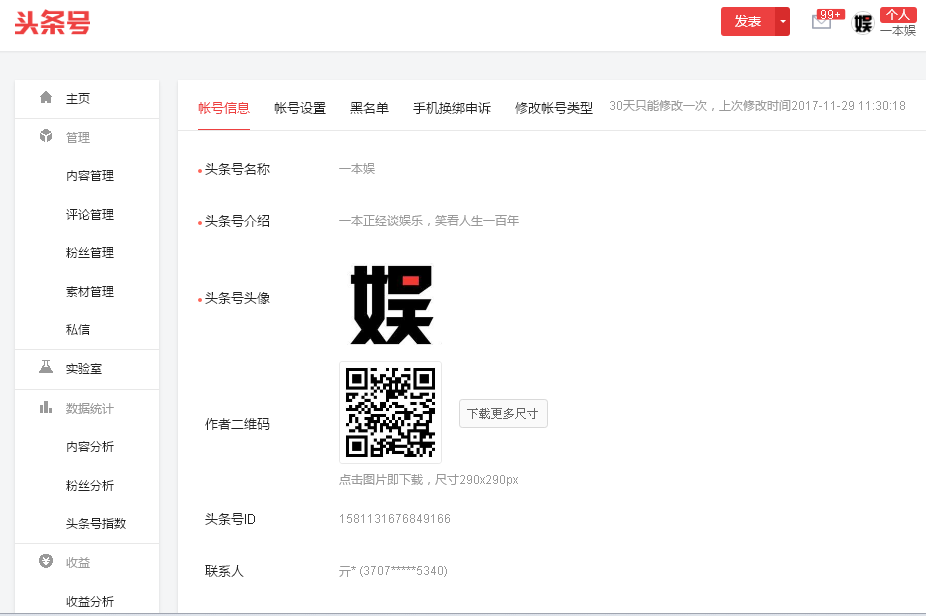 头条号
发表
99+
娱
个人
一本娱
主页
管理
内容管理
评论管理
粉丝管理
素材管理
私信
实验室
数据统计
内容分析
粉丝分析
头条号指数
收益
收益分析
帐号信息 帐号设置 黑名单 手机换绑申诉 修改帐号类型 30天只能修改一次，上次修改时间2017-11-29 11:30:18
头条号名称 一本娱
头条号介绍 一本正经谈娱乐，笑看人生一百年
头条号头像
娱
作者二维码
下载更多尺寸
点击图片即下载，尺寸290x290px
头条号ID 1581131676849166
联系人 亓* (3707*****5340)